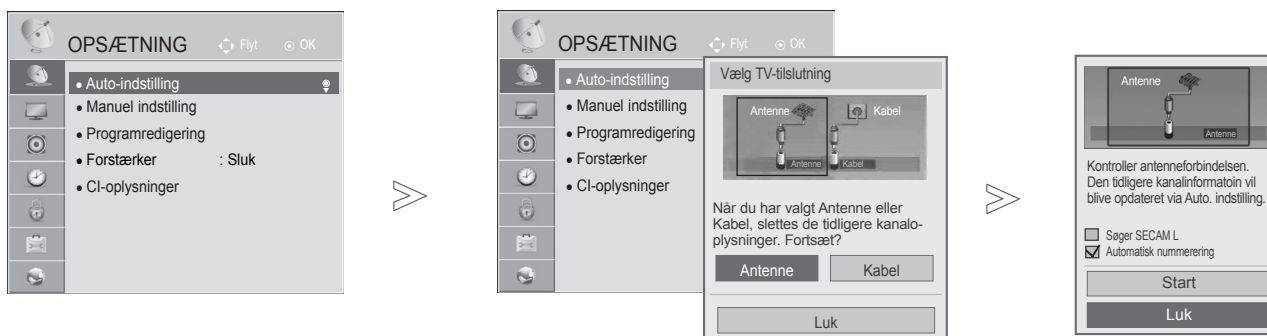 OPSÆTNING
Flyt
OK
• Auto-indstilling
• Manuel indstilling
• Programredigering
• Forstærker : Sluk
• CI-oplysninger
OPSÆTNING
Flyt
OK
• Auto-indstilling
• Manuel indstilling
• Programredigering
• Forstærker
• CI-oplysninger
Vælg TV-tilslutning
Antenne
Kabel
Antenne
Kabel
Når du har valgt Antenne eller
Kabel, slettes de tidligere kanalo-
plysninger. Fortsæt?
Antenne
Kabel
Luk
Antenne
Antenne
Kontroller antenneforbindelsen.
Den tidligere kanalinformatoin vil
blive opdateret via Auto. indstilling.
Søger SECAM L
Automatisk nummerering
Start
Luk